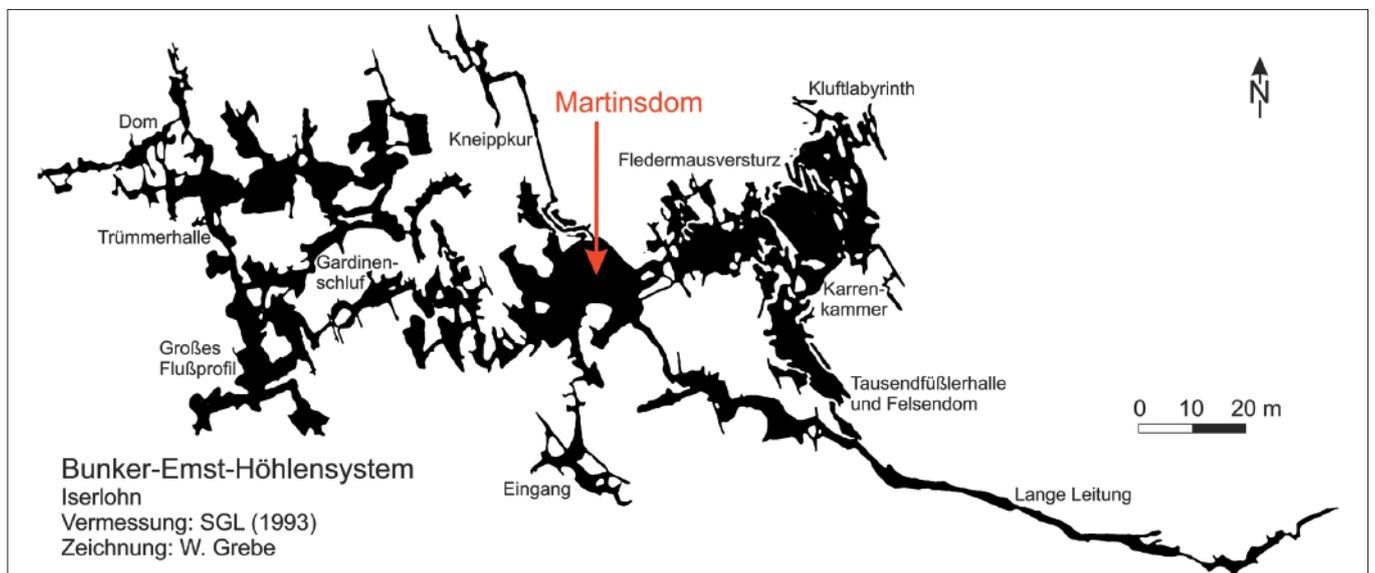 N
Kluftlabyrinth
Martinsdom
Dom
Kneippkur
Fledermausversturz
Trümmerhalle
Gardinen-
schluf
Karren-
kammer
Großes
Flußprofil
Tausendfüßlerhalle
und Felsendom
0 10 20 m
Bunker-Emst-Höhlensystem
Iserlohn
Vermessung: SGL (1993)
Zeichnung: W. Grebe
Eingang
Lange Leitung